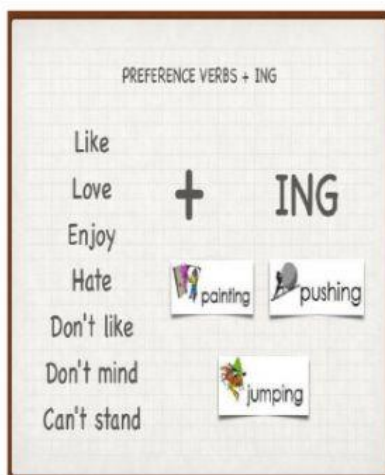 PREFERENCE VERBS + ING
Like
Love
Enjoy
Hate
Don't like
Don't mind
Can't stand
+ ING
painting
pushing
jumping